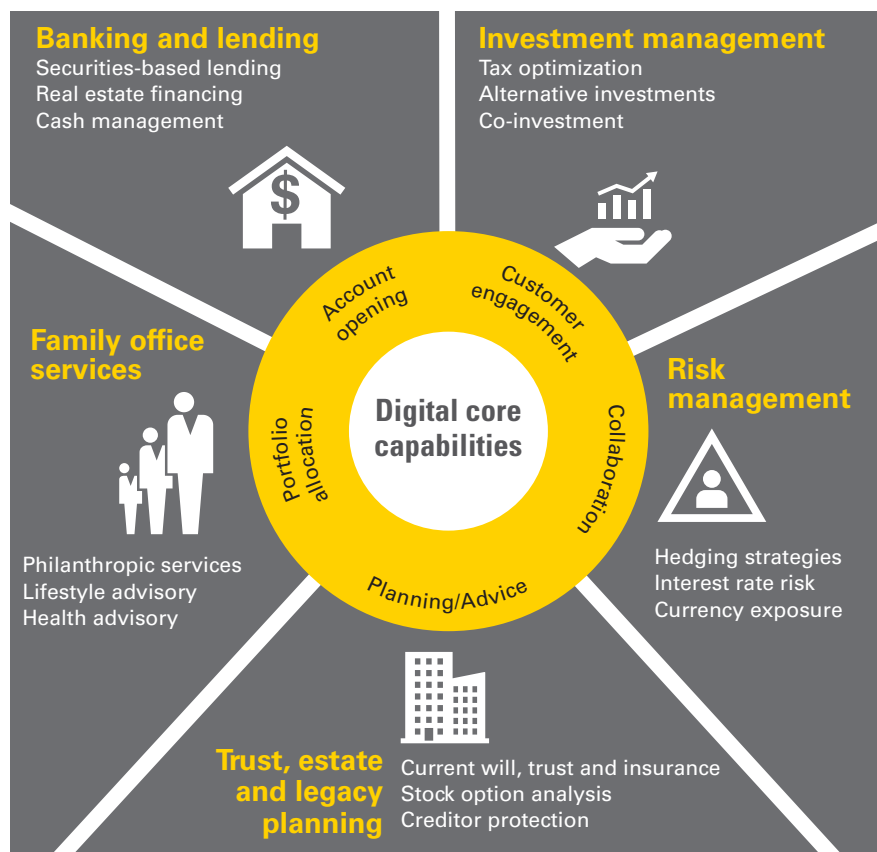 Banking and lending
Securities-based lending
Real estate financing
Cash management
$
Investment management
Tax optimization
Alternative investments
Co-investment
Account
opening
Customer
engagement
Family office
services
Philanthropic services
Lifestyle advisory
Health advisory
Portfolio
allocation
Digital core
capabilities
Collaboration
Risk
management
Hedging strategies
Interest rate risk
Currency exposure
Planning/Advice
Trust, estate
and legacy
planning
Current will, trust and insurance
Stock option analysis
Creditor protection